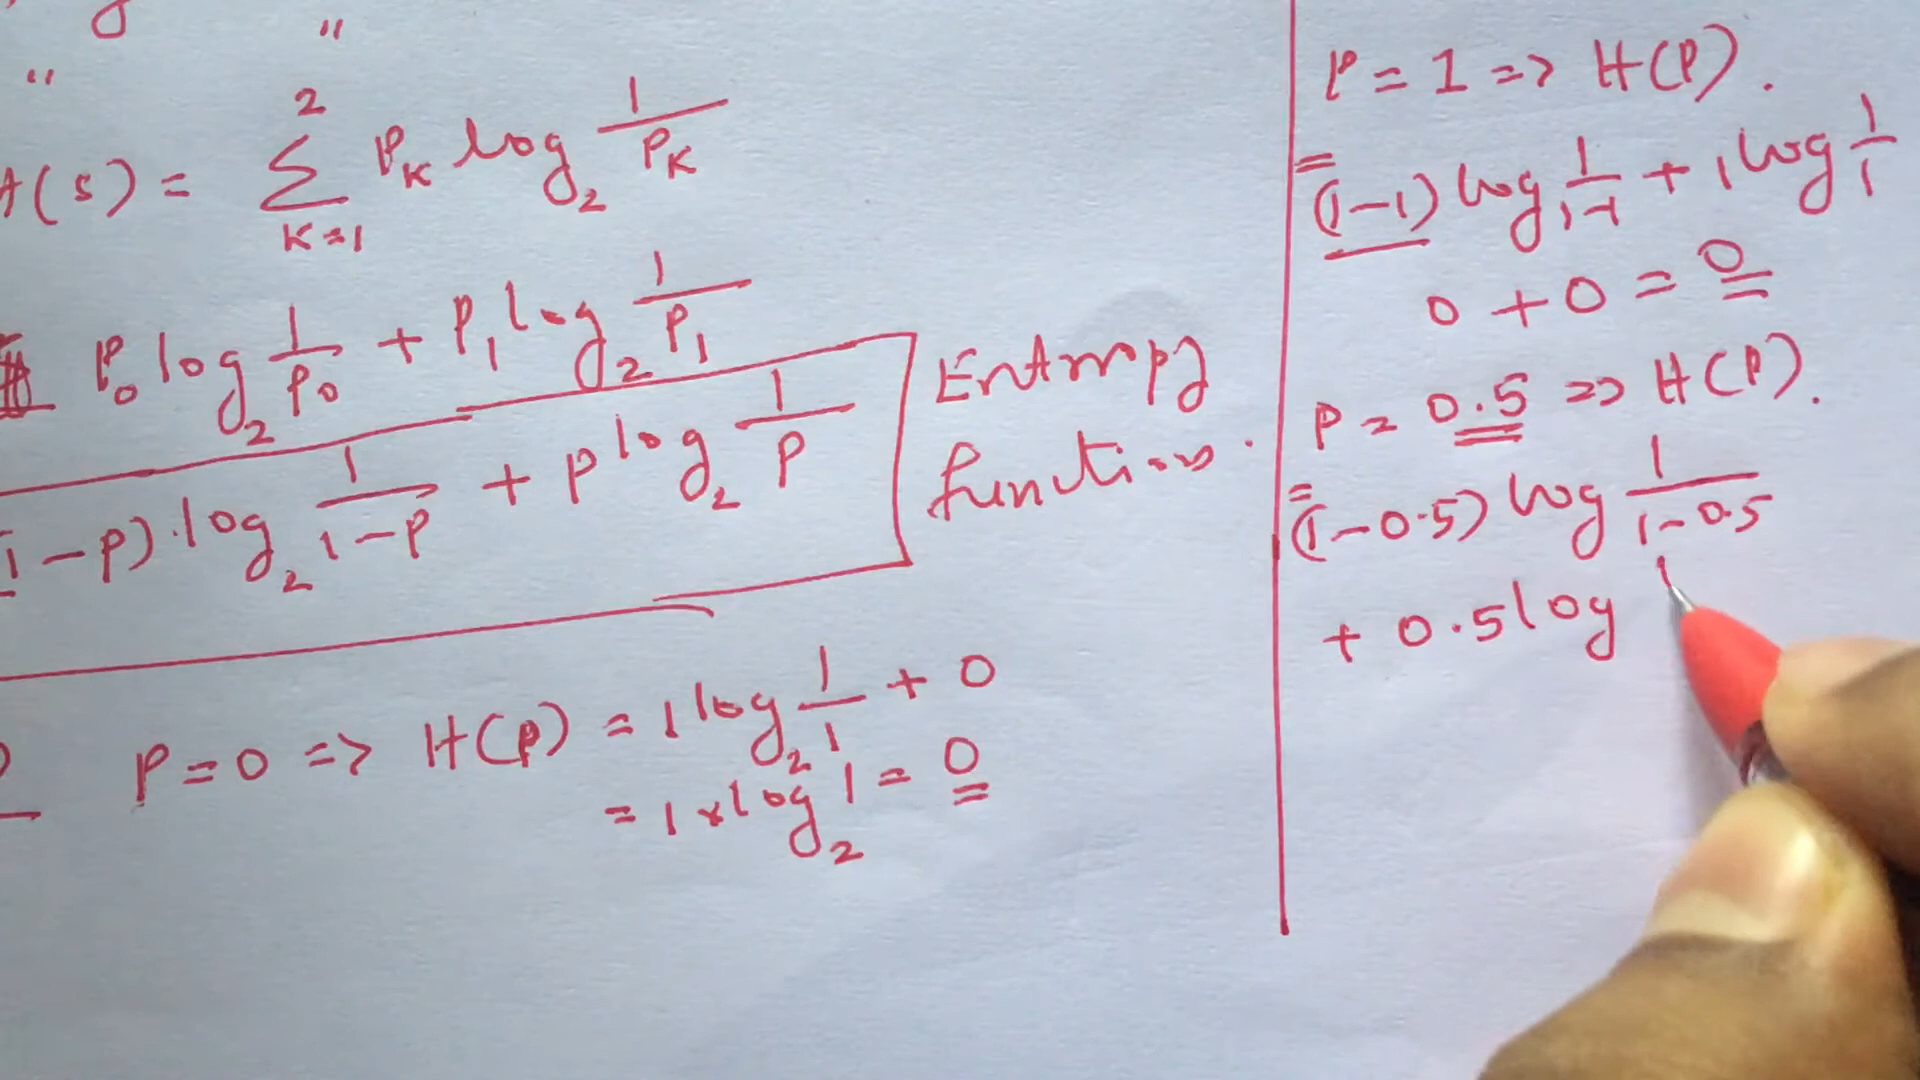 " "
H(s) = 2 Σ K=1 P_K log_2 1/P_K
P_0 log_2 1/P_0 + P_1 log_2 1/P_1
(1-p).log_2 1/1-p + p log_2 1/p
Entropy
function.
P=0 => H(p) = 1 log_2 1/1 + 0
= 1 x log_2 1 = 0
P = 1 => H(P).
= (1-1) log 1/1-1 + 1 log 1/1
0 + 0 = 0
P = 0.5 => H(P).
= (1-0.5) log 1/1-0.5
+ 0.5 log 1